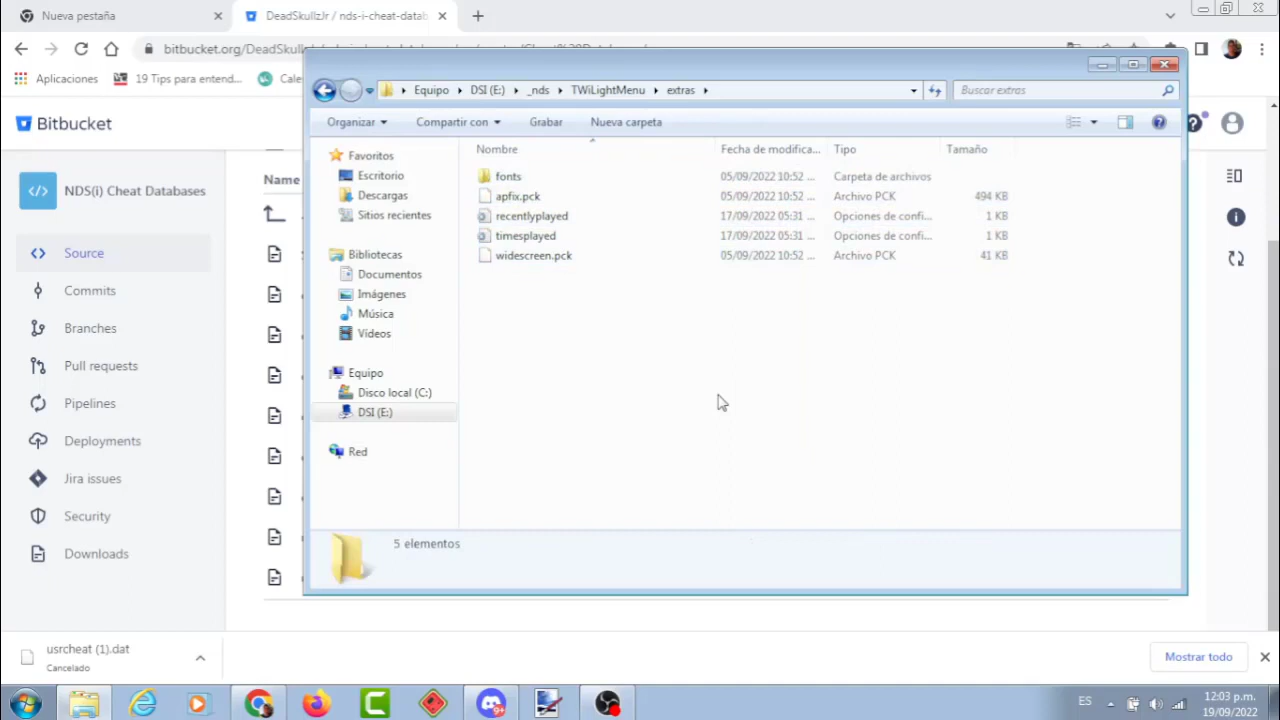 Nueva pestaña
DeadSkullzJr / nds-i-cheat-datab
bitbucket.org/DeadSkull
Aplicaciones
19 Tips para entend...
Cale
Bitbucket
NDS(i) Cheat Databases
Source
Commits
Branches
Pull requests
Pipelines
Deployments
Jira issues
Security
Downloads
Name
Equipo
DSI (E:)
_nds
TWiLightMenu
extras
Buscar extras
Organizar
Compartir con
Grabar
Nueva carpeta
Favoritos
Escritorio
Descargas
Sitios recientes
Bibliotecas
Documentos
Imágenes
Música
Vídeos
Equipo
Disco local (C:)
DSI (E:)
Red
Nombre Fecha de modifica... Tipo Tamaño
fonts 05/09/2022 10:52 ... Carpeta de archivos
apfix.pck 05/09/2022 10:52 ... Archivo PCK 494 KB
recentlyplayed 17/09/2022 05:31 ... Opciones de confi... 1 KB
timesplayed 17/09/2022 05:31 ... Opciones de confi... 1 KB
widescreen.pck 05/09/2022 10:52 ... Archivo PCK 41 KB
5 elementos
usrcheat (1).dat
Cancelado
Mostrar todo
ES
12:03 p.m.
19/09/2022